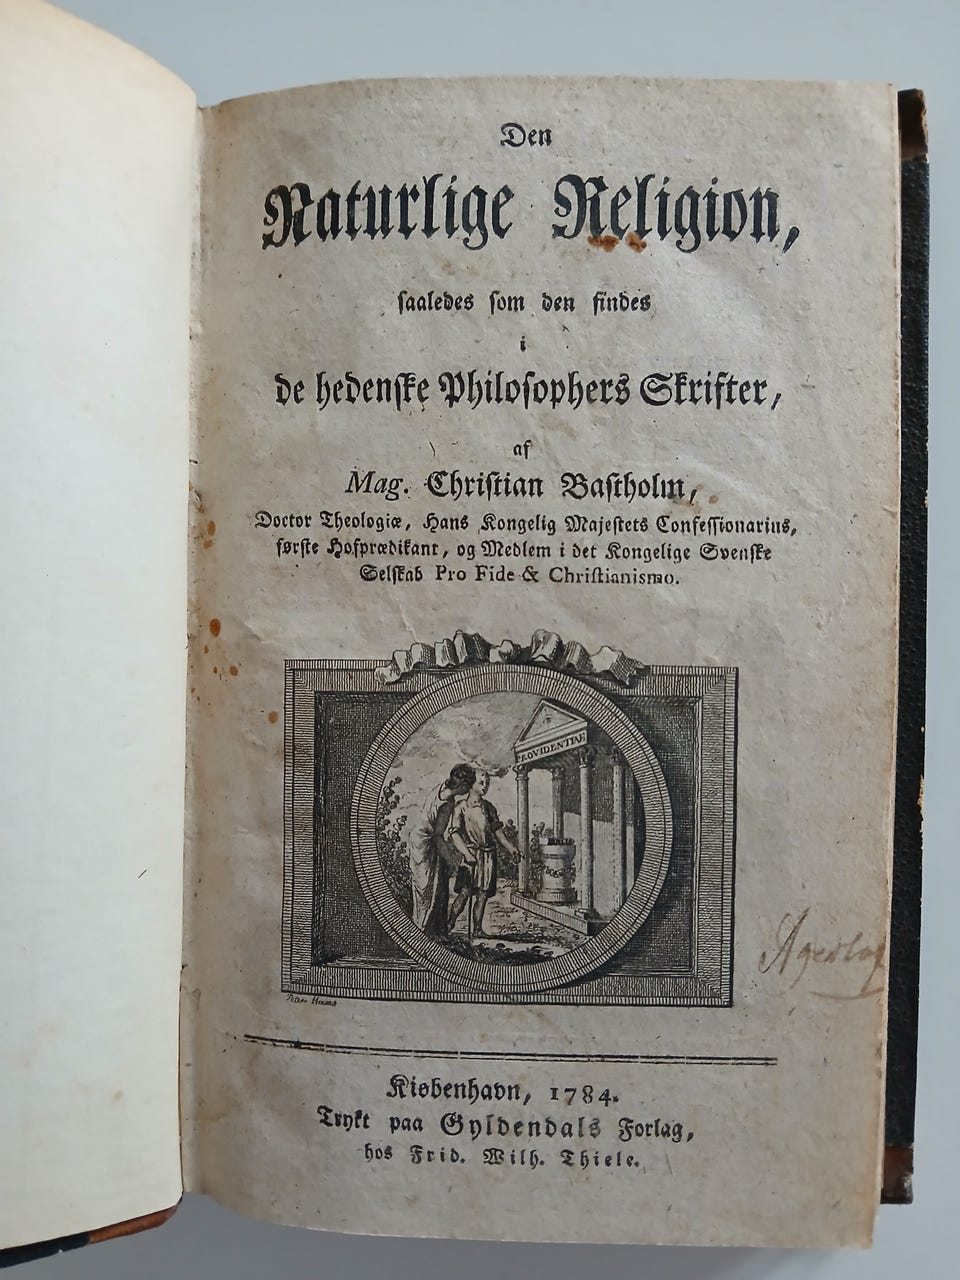 Den
Naturlige Religion,
saaledes som den findes
i
de hedenske Philosophers Skrifter,
af
Mag. Christian Bastholm,
Doctor Theologiæ, Hans Kongelig Majestets Confessionarius,
første Hofprædikant, og Medlem i det Kongelige Svenske
Selskab Pro Fide & Christianismo.
PROVIDENTIAE
Kiøbenhavn, 1784.
Trykt paa Gyldendals Forlag,
hos Frid. Wilh. Thiele.